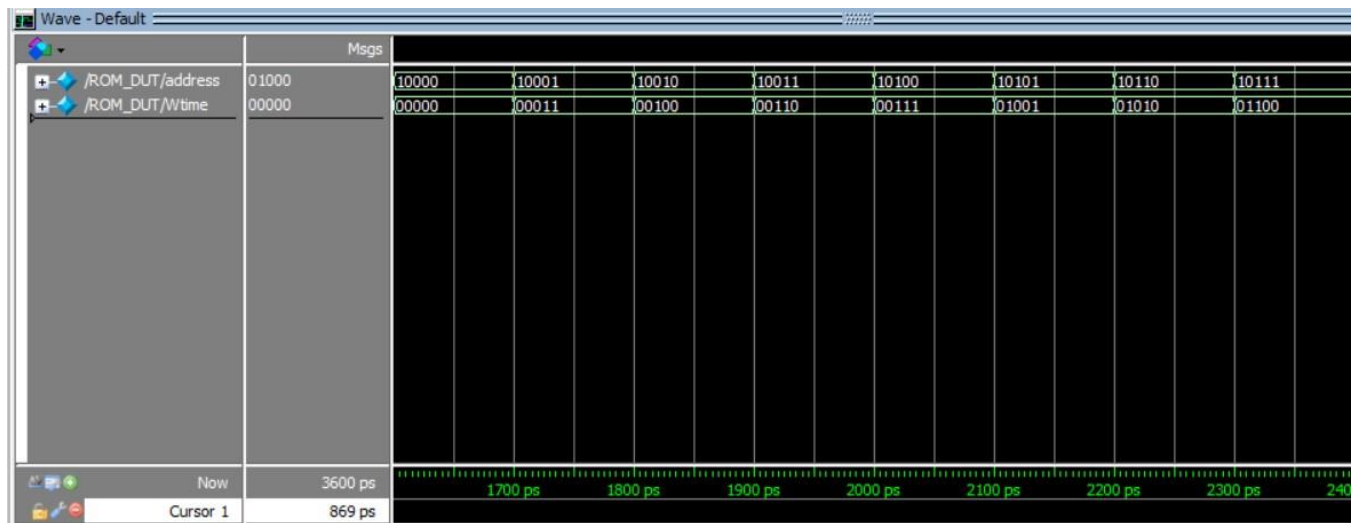 Wave - Default
Msgs
/ROM_DUT/address 01000 10000 10001 10010 10011 10100 10101 10110 10111
/ROM_DUT/Wtime 00000 00000 00011 00100 00110 00111 01001 01010 01100
Now 3600 ps 1700 ps 1800 ps 1900 ps 2000 ps 2100 ps 2200 ps 2300 ps 240
Cursor 1 869 ps